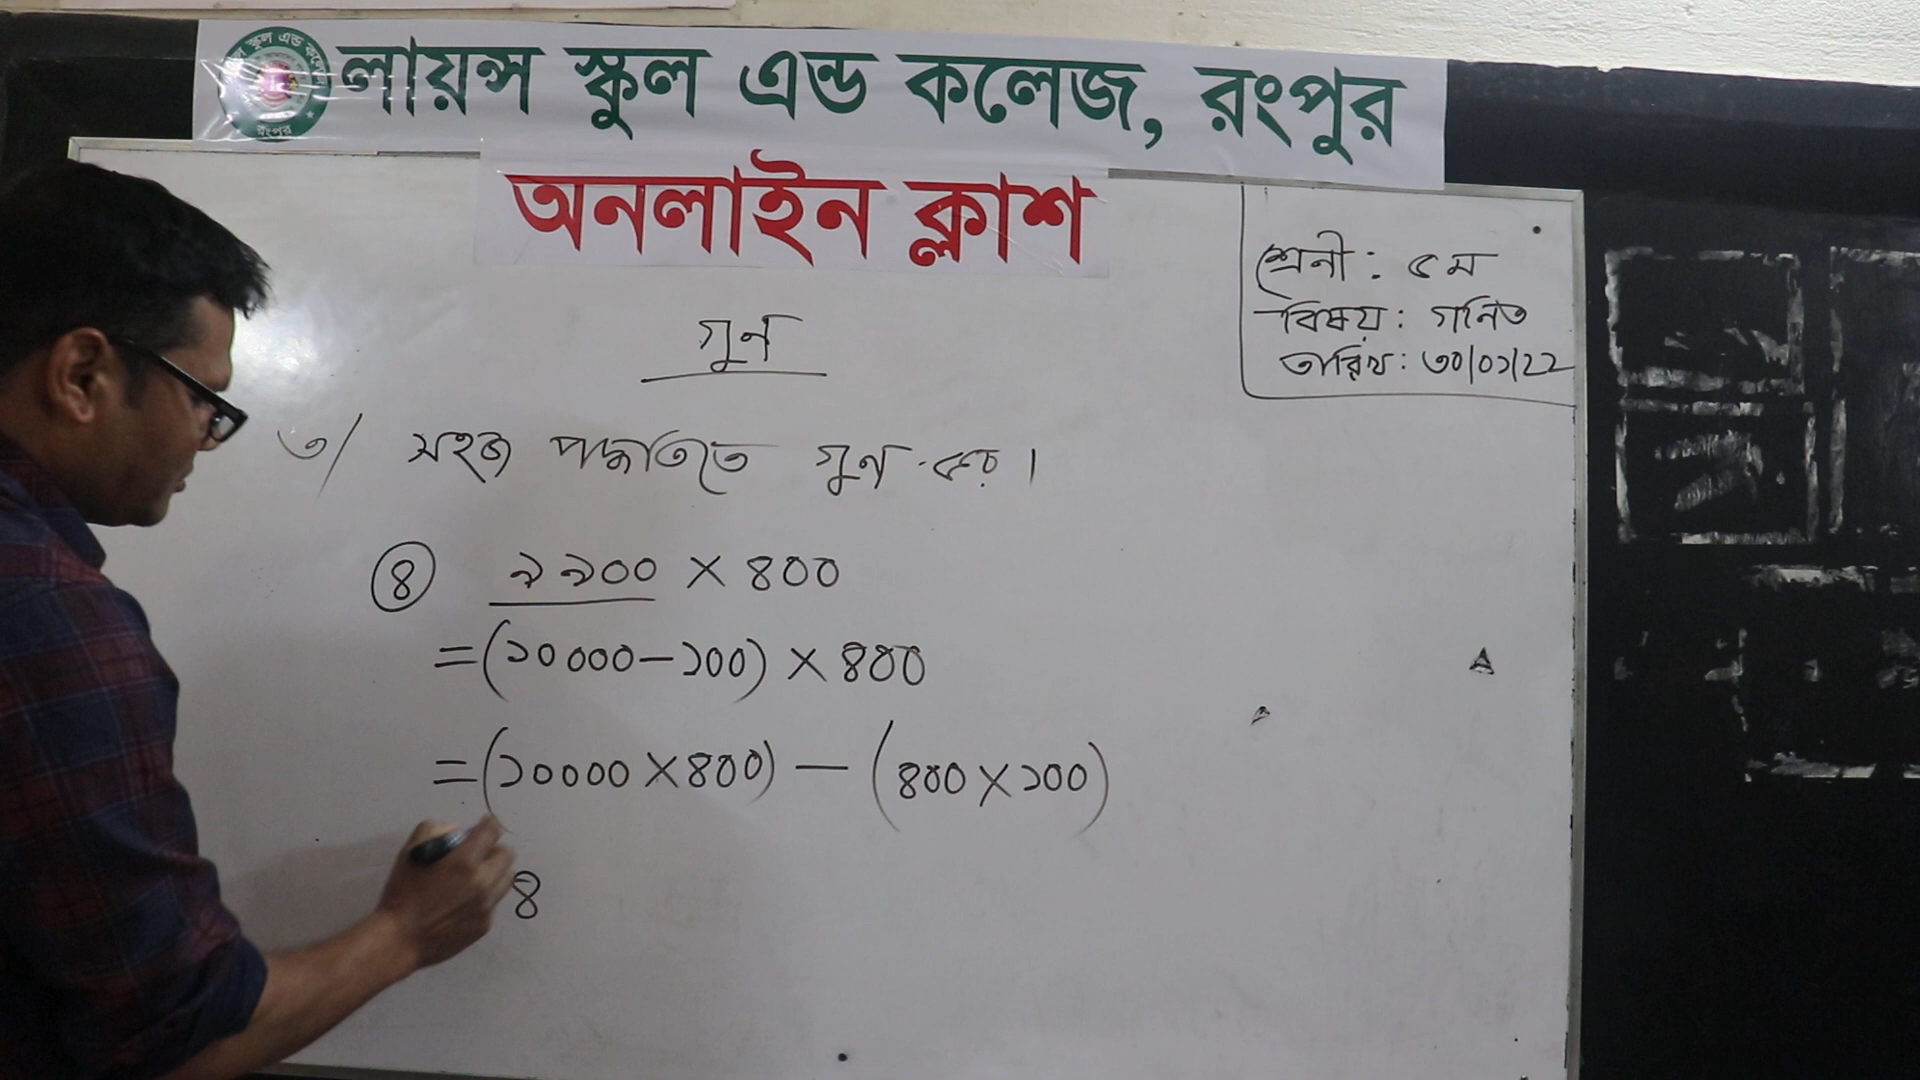 লায়ন্স স্কুল এন্ড কলেজ, রংপুর
অনলাইন ক্লাশ
শ্রেনী : ৫ম
বিষয় : গনিত
তারিখ : ৩০/০১/২২
গুন
৩/ সহজ পদ্ধতিতে গুন কর।
৪ ৯৯০০ × ৪০০
=(১০০০০-১০০) × ৪০০
=(১০০০০ × ৪০০) - (৪০০ × ১০০)
৪